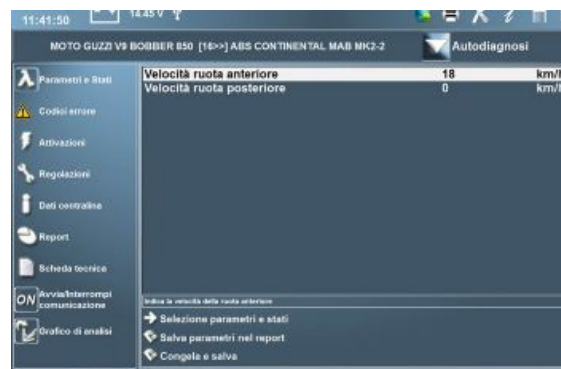 11:41:50
14.45 V
MOTO GUZZI V9 BOBBER 850 [16>>] ABS CONTINENTAL MAB MK2-2
Autodiagnosi
Parametri e Stati
Velocità ruota anteriore 18 km/
Velocità ruota posteriore 0 km/
Codici errore
Attivazioni
Regolazioni
Dati centralina
Report
Scheda tecnica
ON Avvia/Interrompi
comunicazione
Grafico di analisi
Indica la velocità della ruota anteriore
Selezione parametri e stati
Salva parametri nel report
Congela e salva